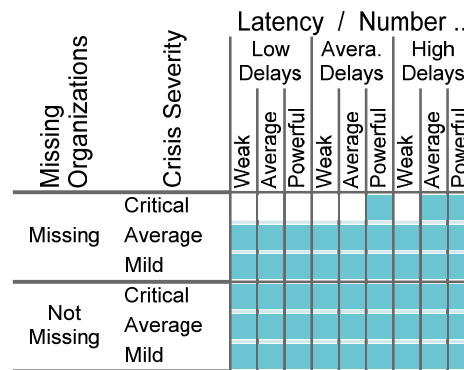 Latency / Number ..
Low Delays
Avera. Delays
High Delays
Missing Organizations
Crisis Severity
Weak
Average
Powerful
Weak
Average
Powerful
Weak
Average
Powerful
Missing
Critical
Average
Mild
Not Missing
Critical
Average
Mild